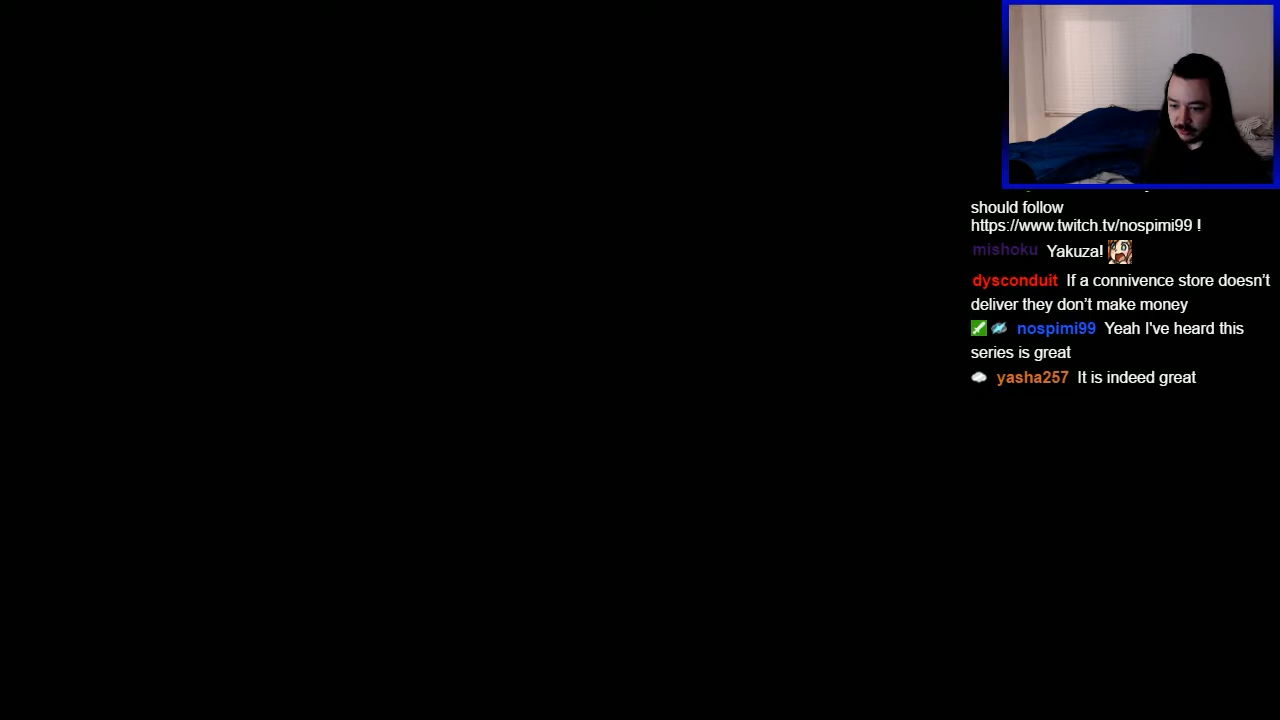 should follow
https://www.twitch.tv/nospimi99 !
mishoku Yakuza!
dysconduit If a connivence store doesn't
deliver they don't make money
nospimi99 Yeah I've heard this
series is great
yasha257 It is indeed great